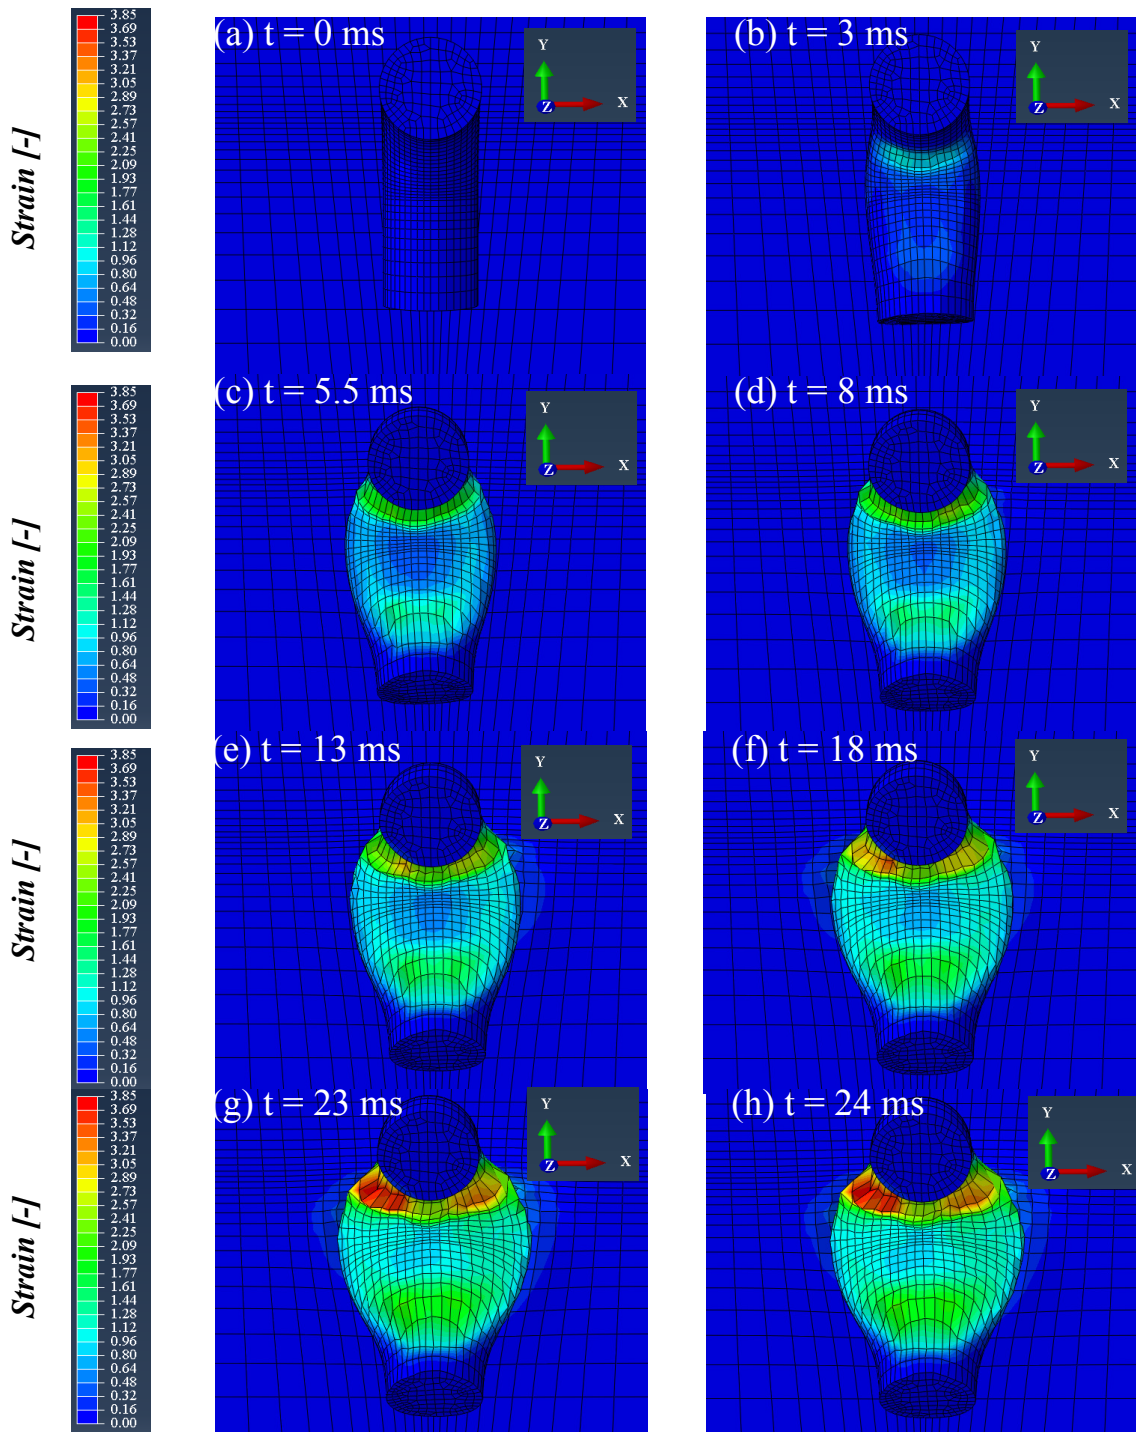 Strain [-]
3.85
3.69
3.53
3.37
3.21
3.05
2.89
2.73
2.57
2.41
2.25
2.09
1.93
1.77
1.61
1.44
1.28
1.12
0.96
0.80
0.64
0.48
0.32
0.16
0.00
(a) t = 0 ms
Y
Z
X
(b) t = 3 ms
Y
Z
X
Strain [-]
3.85
3.69
3.53
3.37
3.21
3.05
2.89
2.73
2.57
2.41
2.25
2.09
1.93
1.77
1.61
1.44
1.28
1.12
0.96
0.80
0.64
0.48
0.32
0.16
0.00
(c) t = 5.5 ms
Y
Z
X
(d) t = 8 ms
Y
Z
X
Strain [-]
3.85
3.69
3.53
3.37
3.21
3.05
2.89
2.73
2.57
2.41
2.25
2.09
1.93
1.77
1.61
1.44
1.28
1.12
0.96
0.80
0.64
0.48
0.32
0.16
0.00
(e) t = 13 ms
Y
Z
X
(f) t = 18 ms
Y
Z
X
Strain [-]
3.85
3.69
3.53
3.37
3.21
3.05
2.89
2.73
2.57
2.41
2.25
2.09
1.93
1.77
1.61
1.44
1.28
1.12
0.96
0.80
0.64
0.48
0.32
0.16
0.00
(g) t = 23 ms
Y
Z
X
(h) t = 24 ms
Y
Z
X